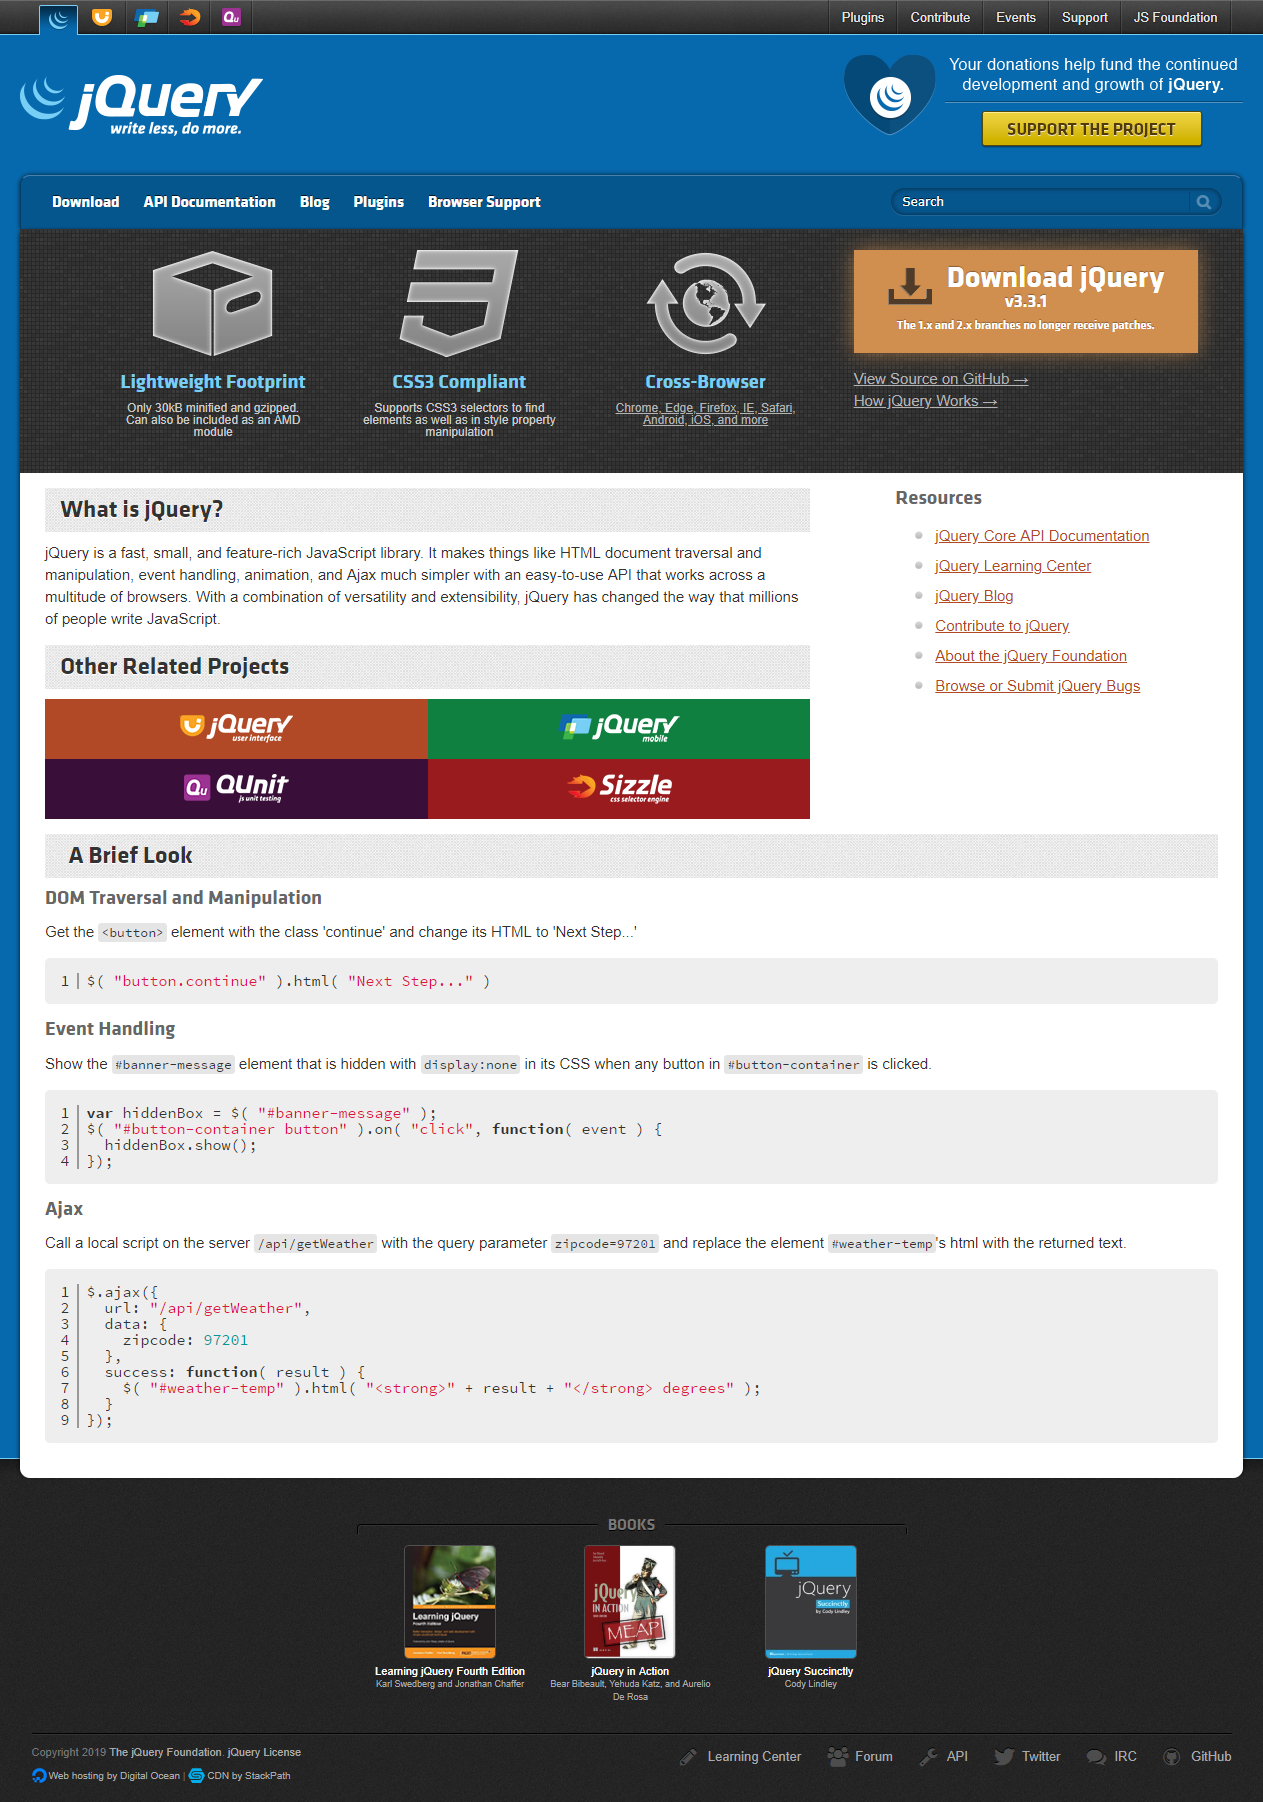 Plugins
Contribute
Events
Support
JS Foundation
jQuery
write less, do more.
Your donations help fund the continued
development and growth of jQuery.
SUPPORT THE PROJECT
Download
API Documentation
Blog
Plugins
Browser Support
Search
Lightweight Footprint
Only 30kB minified and gzipped.
Can also be included as an AMD
module
CSS3 Compliant
Supports CSS3 selectors to find
elements as well as in style property
manipulation
Cross-Browser
Chrome, Edge, Firefox, IE, Safari,
Android, iOS, and more
Download jQuery
v3.3.1
The 1.x and 2.x branches no longer receive patches.
View Source on GitHub →
How jQuery Works →
What is jQuery?
jQuery is a fast, small, and feature-rich JavaScript library. It makes things like HTML document traversal and
manipulation, event handling, animation, and Ajax much simpler with an easy-to-use API that works across a
multitude of browsers. With a combination of versatility and extensibility, jQuery has changed the way that millions
of people write JavaScript.
Resources
jQuery Core API Documentation
jQuery Learning Center
jQuery Blog
Contribute to jQuery
About the jQuery Foundation
Browse or Submit jQuery Bugs
Other Related Projects
jQuery
user interface
jQuery
mobile
Qu QUnit
js unit testing
Sizzle
css selector engine
A Brief Look
DOM Traversal and Manipulation
Get the <button> element with the class 'continue' and change its HTML to 'Next Step...'
1 $( "button.continue" ).html( "Next Step..." )
Event Handling
Show the #banner-message element that is hidden with display:none in its CSS when any button in #button-container is clicked.
1 var hiddenBox = $( "#banner-message" );
2 $( "#button-container button" ).on( "click", function( event ) {
3   hiddenBox.show();
4 });
Ajax
Call a local script on the server /api/getWeather with the query parameter zipcode=97201 and replace the element #weather-temp's html with the returned text.
1 $.ajax({
2   url: "/api/getWeather",
3   data: {
4     zipcode: 97201
5   },
6   success: function( result ) {
7     $( "#weather-temp" ).html( "<strong>" + result + "</strong> degrees" );
8   }
9 });
BOOKS
Learning jQuery
Fourth Edition
jQuery
IN ACTION
MEAP
jQuery
Succinctly
by Cody Lindley
Learning jQuery Fourth Edition
Karl Swedberg and Jonathan Chaffer
jQuery in Action
Bear Bibeault, Yehuda Katz, and Aurelio
De Rosa
jQuery Succinctly
Cody Lindley
Copyright 2019 The jQuery Foundation. jQuery License
Web hosting by Digital Ocean | CDN by StackPath
Learning Center
Forum
API
Twitter
IRC
GitHub